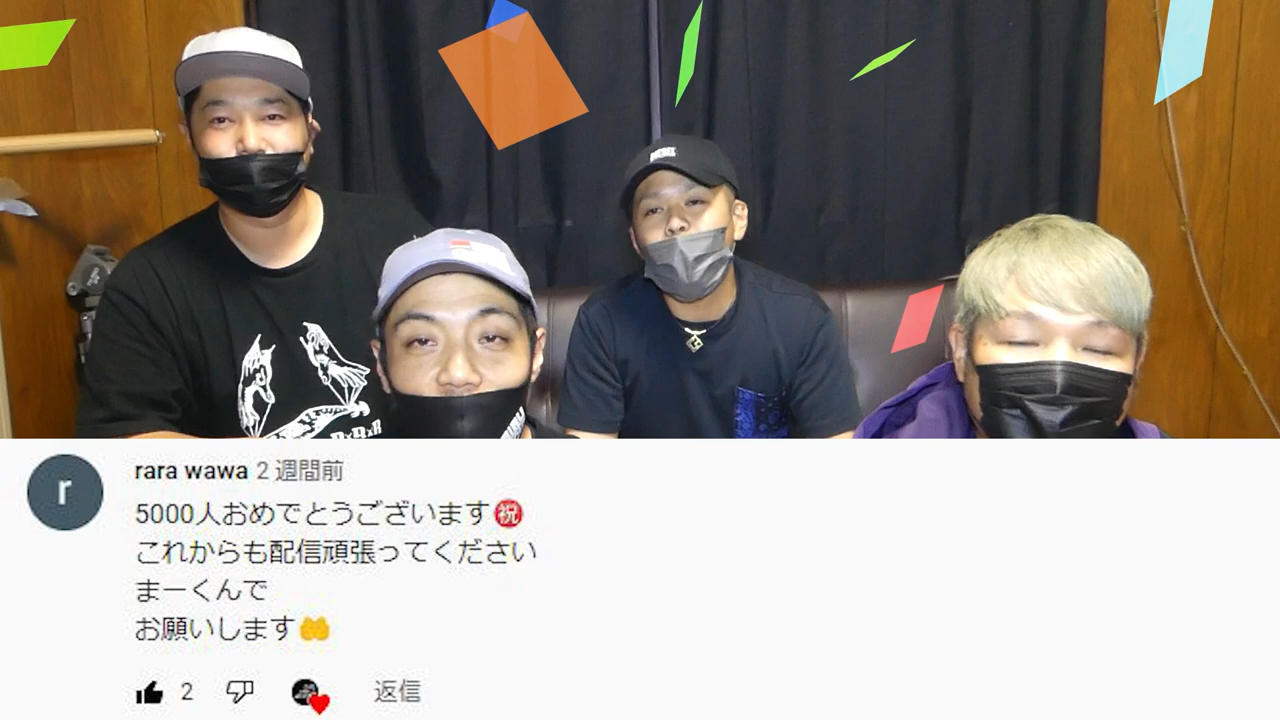 rara wawa 2 週間前
5000人おめでとうございます㊗
これからも配信頑張ってください
まーくんで
お願いします🤲
2 返信
r